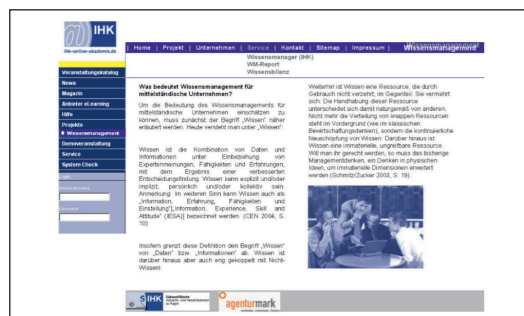 IHK
ihk-online-akademie.de
| Home | Projekt | Unternehmen | Service | Kontakt | Sitemap | Impressum | Wissensmanagement
Wissensmanager (IHK)
WM-Report
Wissensbilanz
Veranstaltungskatalog
News
Magazin
Anbieter eLearning
Hilfe
Projekte
Wissensmanagement
Demoveranstaltung
Service
System Check
Login
Was bedeutet Wissensmanagement für
mittelständische Unternehmen?
Um die Bedeutung des Wissensmanagements für
mittelständische Unternehmen einschätzen zu
können, muss zunächst der Begriff „Wissen" näher
erläutert werden. Heute versteht man unter „Wissen":
Wissen ist die Kombination von Daten und
Informationen unter Einbeziehung von
Expertenmeinungen, Fähigkeiten und Erfahrungen,
mit dem Ergebnis einer verbesserten
Entscheidungsfindung. Wissen kann explizit und/oder
implizit, persönlich und/oder kollektiv sein.
Anmerkung: Im weiteren Sinn kann Wissen auch als
„Information, Erfahrung, Fähigkeiten und
Einstellung"[„Information, Experience, Skill and
Attitude" (IESA)] bezeichnet werden. (CEN 2004, S.
10)
Insofern grenzt diese Definition den Begriff „Wissen"
von „Daten" bzw „Informationen" ab. Wissen ist
darüber hinaus aber auch eng gekoppelt mit Nicht-
Wissen!
Weiterhin ist Wissen eine Ressource, die durch
Gebrauch nicht verzehrt, im Gegenteil: Sie vermehrt
sich. Die Handhabung dieser Ressource
unterscheidet sich damit naturgemäß von anderen.
Nicht mehr die Verteilung von knappen Ressourcen
steht im Vordergrund (wie im klassischen
Bewirtschaftungsdenken), sondern die kontinuierliche
Neuschöpfung von Wissen. Darüber hinaus ist
Wissen eine immaterielle, ungreifbare Ressource.
Will man ihr gerecht werden, so muss das bisherige
Managementdenken, ein Denken in physischen
Ideen, um immaterielle Dimensionen erweitert
werden (Schmitz/Zucker 2003, S. 19).
SIHK
Südwestfälische
Industrie- und Handelskammer
zu Hagen
agenturmark